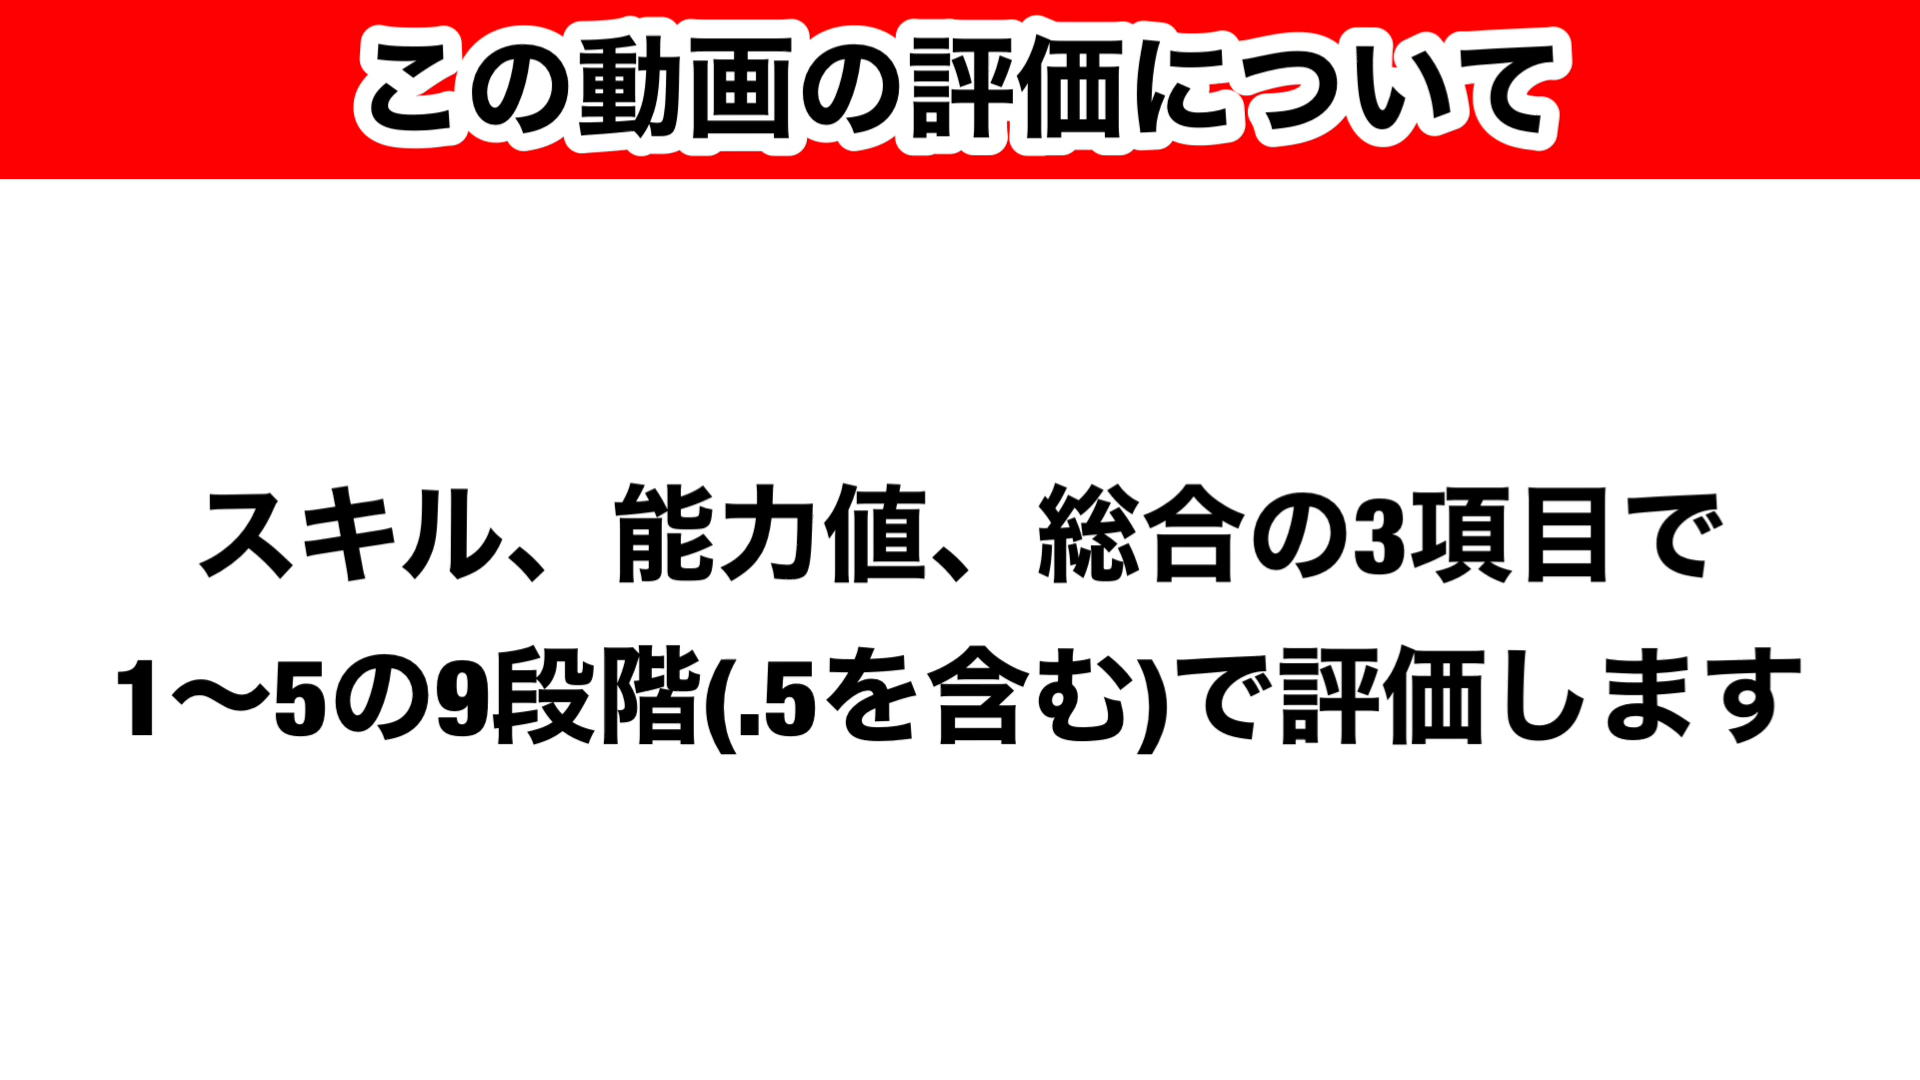 この動画の評価について
スキル、能力値、総合の3項目で
1〜5の9段階(.5を含む)で評価します